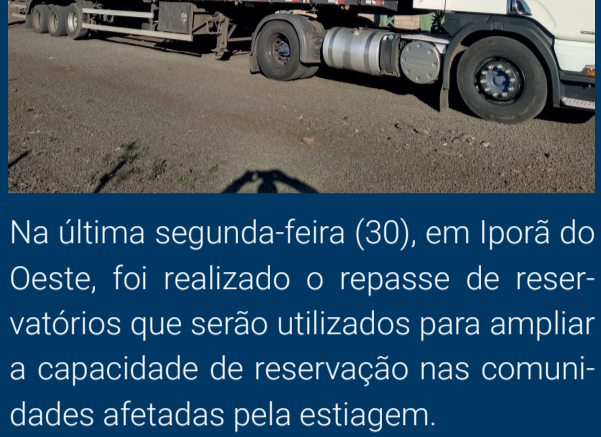 Na última segunda-feira (30), em Iporã do
Oeste, foi realizado o repasse de reser-
vatórios que serão utilizados para ampliar
a capacidade de reservação nas comuni-
dades afetadas pela estiagem.